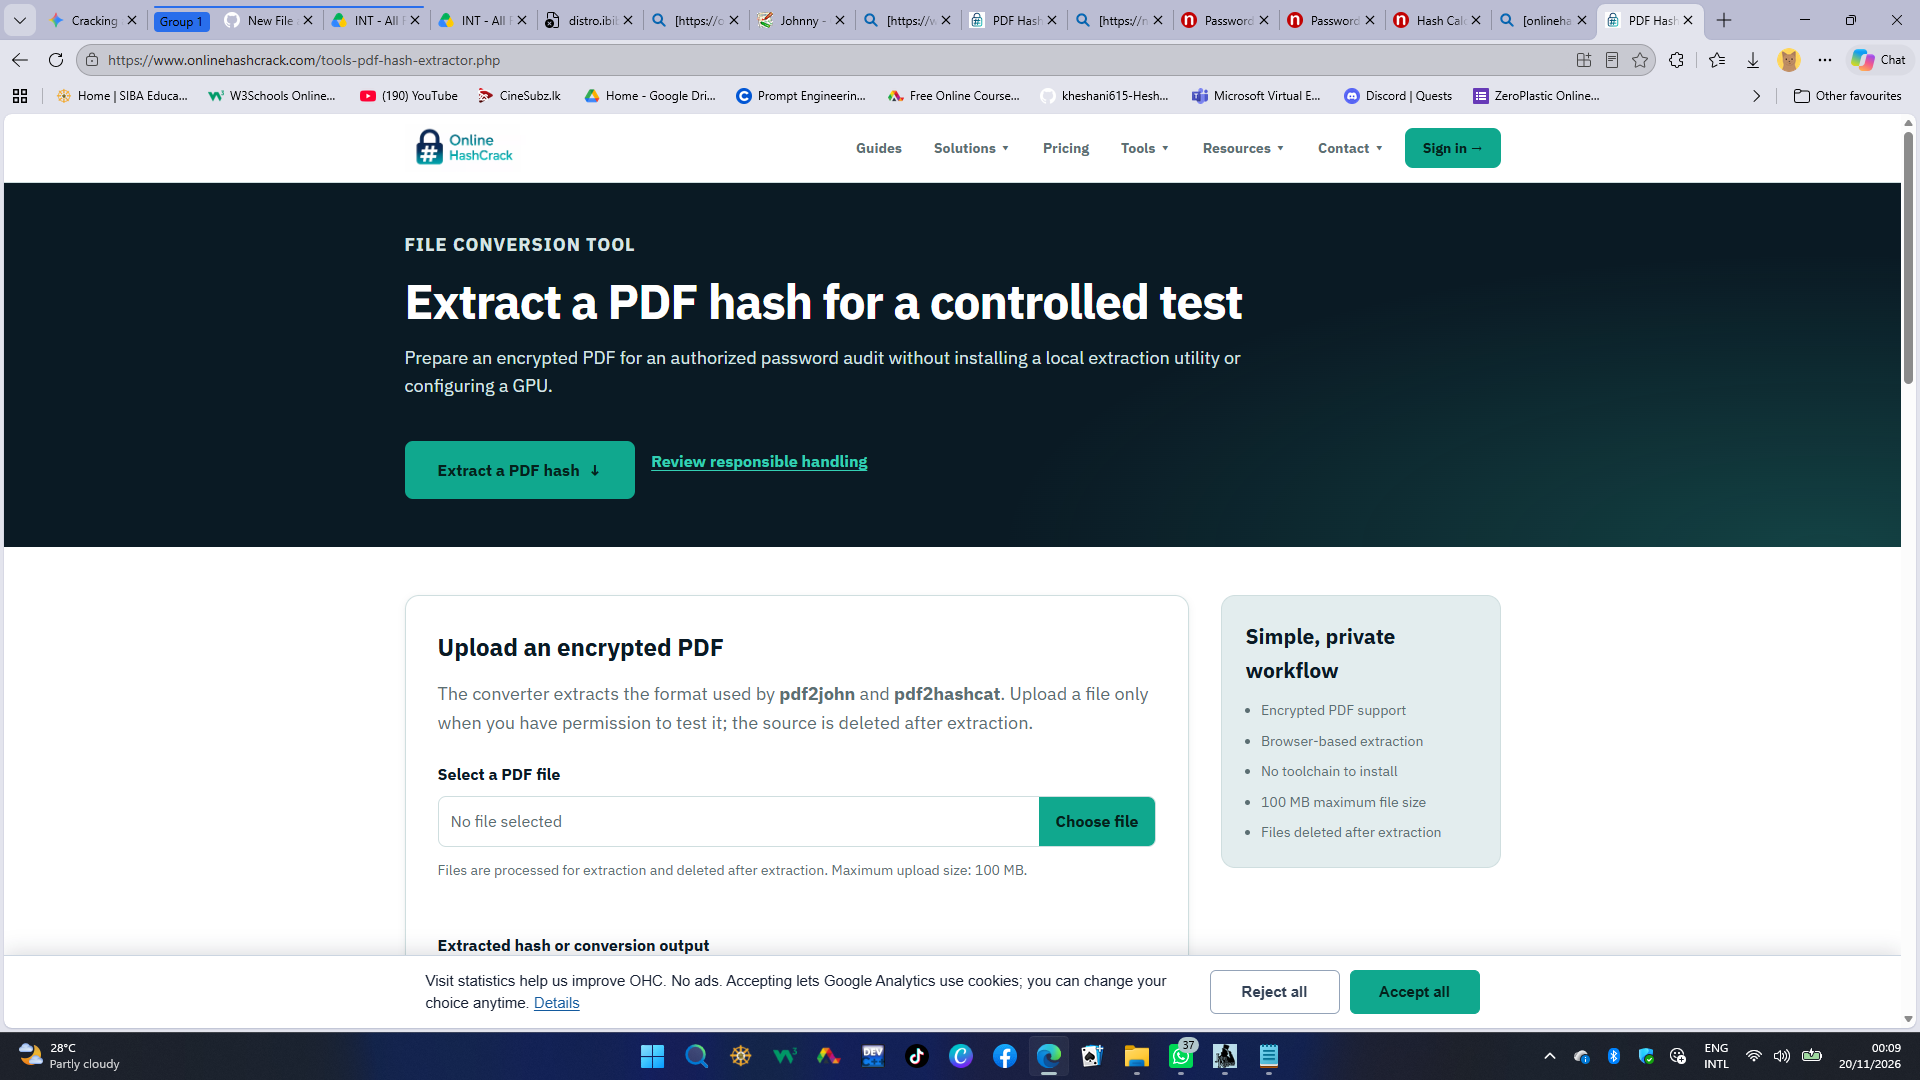 Cracking
Group 1
New File
INT - All F
INT - All F
distro.ibib
[https://o
Johnny -
[https://w
PDF Hash
[https://n
Password
Password
Hash Calc
[onlineha
PDF Hash
https://www.onlinehashcrack.com/tools-pdf-hash-extractor.php
Chat
Home | SIBA Educa...
W3Schools Online...
(190) YouTube
CineSubz.lk
Home - Google Dri...
Prompt Engineerin...
Free Online Course...
kheshani615-Hesh...
Microsoft Virtual E...
Discord | Quests
ZeroPlastic Online...
Other favourites
Online
HashCrack
Guides
Solutions
Pricing
Tools
Resources
Contact
Sign in →
FILE CONVERSION TOOL
Extract a PDF hash for a controlled test
Prepare an encrypted PDF for an authorized password audit without installing a local extraction utility or
configuring a GPU.
Extract a PDF hash ↓
Review responsible handling
Upload an encrypted PDF
The converter extracts the format used by pdf2john and pdf2hashcat. Upload a file only
when you have permission to test it; the source is deleted after extraction.
Select a PDF file
No file selected
Choose file
Files are processed for extraction and deleted after extraction. Maximum upload size: 100 MB.
Extracted hash or conversion output
Simple, private
workflow
Encrypted PDF support
Browser-based extraction
No toolchain to install
100 MB maximum file size
Files deleted after extraction
Visit statistics help us improve OHC. No ads. Accepting lets Google Analytics use cookies; you can change your
choice anytime. Details
Reject all
Accept all
28°C
Partly cloudy
DEV
37
ENG
INTL
00:09
20/11/2026